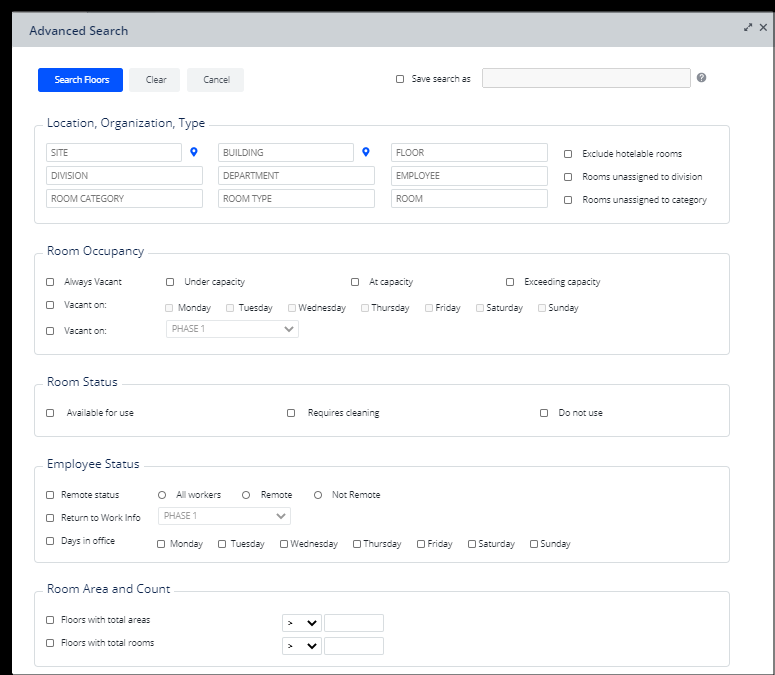 Advanced Search
Search Floors Clear Cancel Save search as
Location, Organization, Type
SITE BUILDING FLOOR Exclude hotelable rooms
DIVISION DEPARTMENT EMPLOYEE Rooms unassigned to division
ROOM CATEGORY ROOM TYPE ROOM Rooms unassigned to category
Room Occupancy
Always Vacant Under capacity At capacity Exceeding capacity
Vacant on: Monday Tuesday Wednesday Thursday Friday Saturday Sunday
Vacant on: PHASE 1
Room Status
Available for use Requires cleaning Do not use
Employee Status
Remote status All workers Remote Not Remote
Return to Work Info PHASE 1
Days in office Monday Tuesday Wednesday Thursday Friday Saturday Sunday
Room Area and Count
Floors with total areas >
Floors with total rooms >